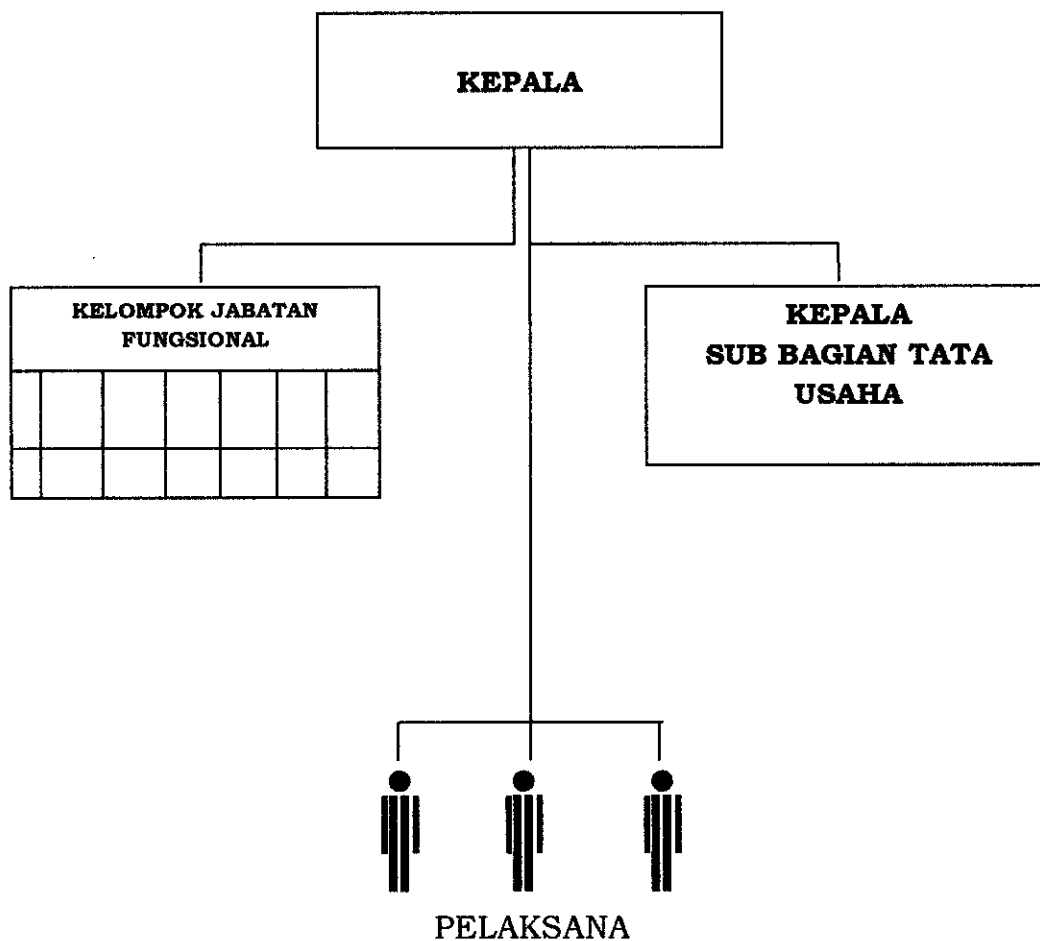 KEPALA
KELOMPOK JABATAN
FUNGSIONAL
KEPALA
SUB BAGIAN TATA
USAHA
PELAKSANA